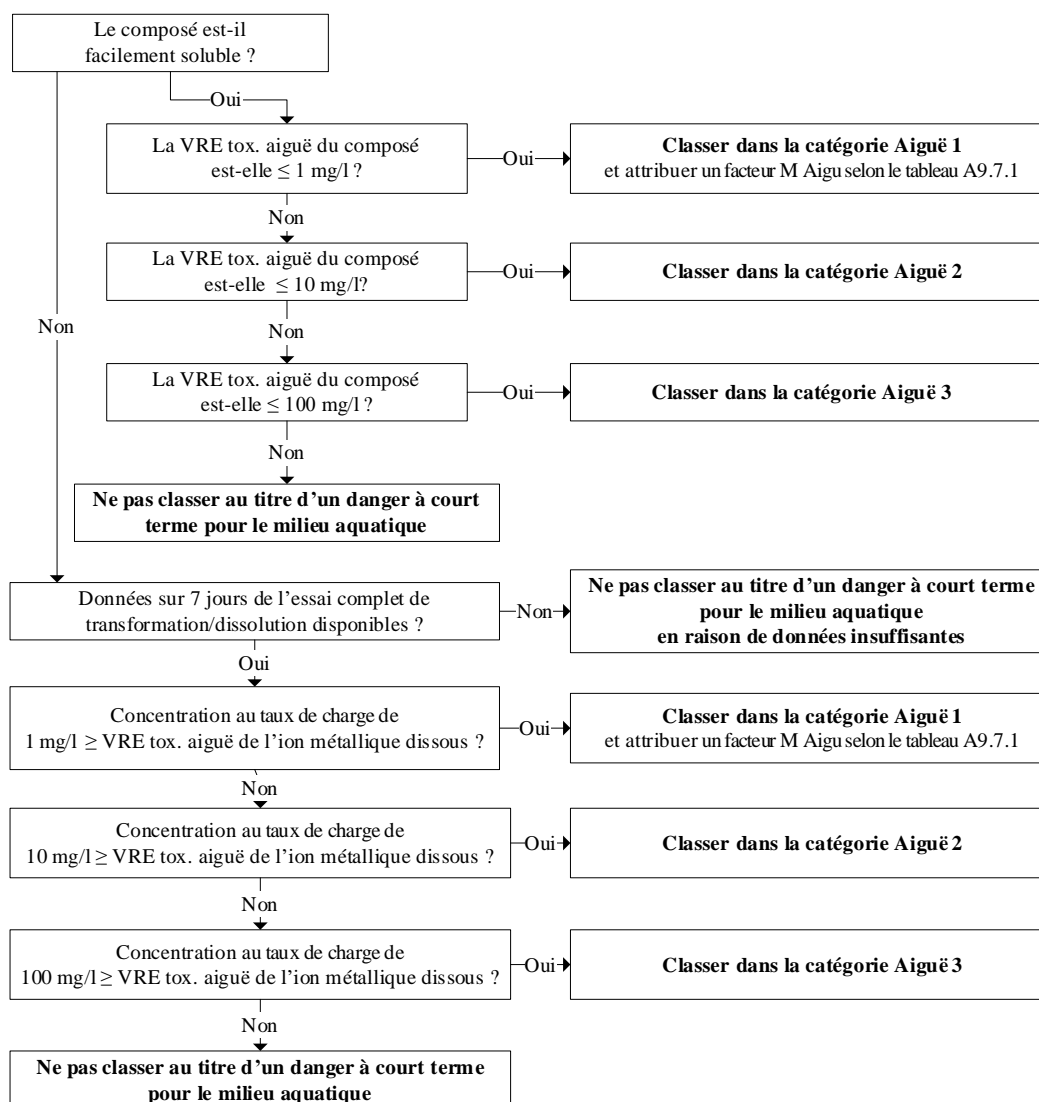 Le composé est-il
facilement soluble ?
Oui
La VRE tox. aiguë du composé
est-elle ≤ 1 mg/l ?
Oui
Classer dans la catégorie Aiguë 1
et attribuer un facteur M Aigu selon le tableau A9.7.1
Non
La VRE tox. aiguë du composé
est-elle ≤ 10 mg/l?
Oui
Classer dans la catégorie Aiguë 2
Non
Non
La VRE tox. aiguë du composé
est-elle ≤ 100 mg/l ?
Oui
Classer dans la catégorie Aiguë 3
Non
Ne pas classer au titre d'un danger à court
terme pour le milieu aquatique
Données sur 7 jours de l'essai complet de
transformation/dissolution disponibles ?
Non
Ne pas classer au titre d'un danger à court terme
pour le milieu aquatique
en raison de données insuffisantes
Oui
Concentration au taux de charge de
1 mg/l ≥ VRE tox. aiguë de l'ion métallique dissous ?
Oui
Classer dans la catégorie Aiguë 1
et attribuer un facteur M Aigu selon le tableau A9.7.1
Non
Concentration au taux de charge de
10 mg/l ≥ VRE tox. aiguë de l'ion métallique dissous ?
Oui
Classer dans la catégorie Aiguë 2
Non
Concentration au taux de charge de
100 mg/l ≥ VRE tox. aiguë de l'ion métallique dissous ?
Oui
Classer dans la catégorie Aiguë 3
Non
Ne pas classer au titre d'un danger à court terme
pour le milieu aquatique